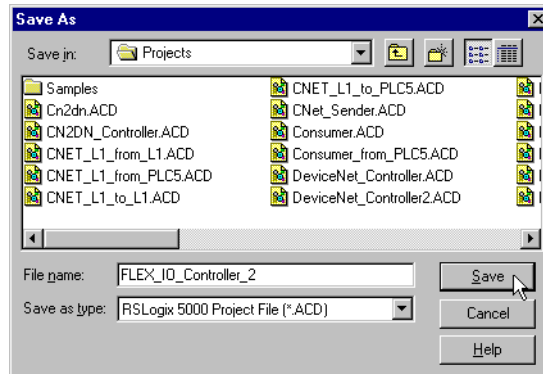 Save As
Save in: Projects
Samples
Cn2dn.ACD
CN2DN_Controller.ACD
CNET_L1_from_L1.ACD
CNET_L1_from_PLC5.ACD
CNET_L1_to_L1.ACD
CNET_L1_to_PLC5.ACD
CNet_Sender.ACD
Consumer.ACD
Consumer_from_PLC5.ACD
DeviceNet_Controller.ACD
DeviceNet_Controller2.ACD
File name: FLEX_IO_Controller_2
Save
Save as type: RSLogix 5000 Project File (*.ACD)
Cancel
Help